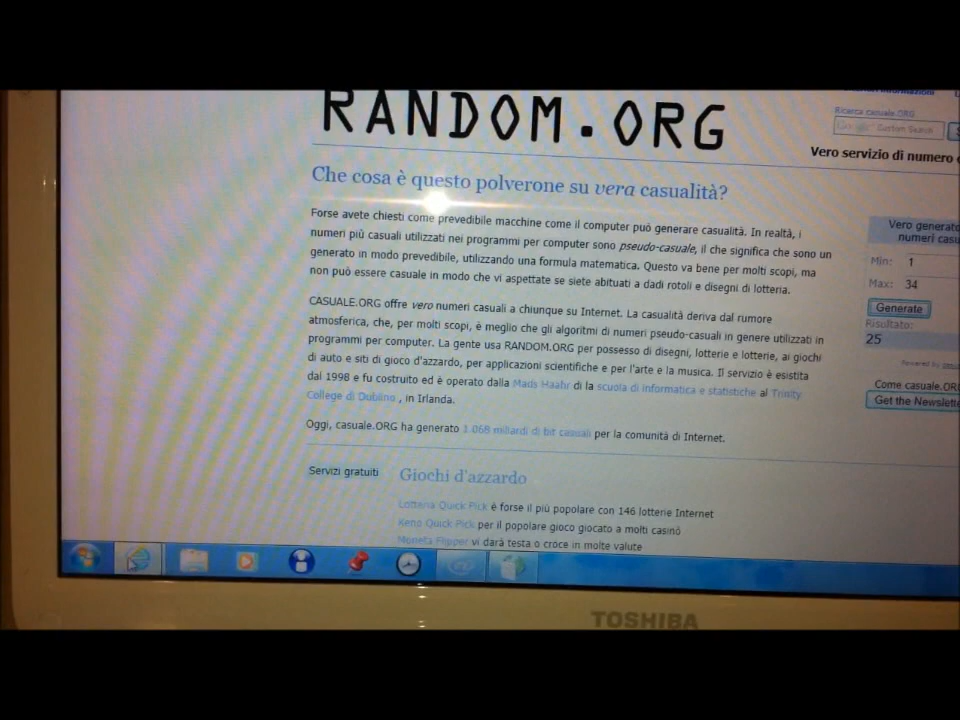 RANDOM.ORG
Ricerca casuale.ORG
Custom Search
Vero servizio di numero
Che cosa è questo polverone su vera casualità?
Forse avete chiesti come prevedibile macchine come il computer può generare casualità. In realtà, i
numeri più casuali utilizzati nei programmi per computer sono pseudo-casuale, il che significa che sono un
generato in modo prevedibile, utilizzando una formula matematica. Questo va bene per molti scopi, ma
non può essere casuale in modo che vi aspettate se siete abituati a dadi rotoli e disegni di lotteria.
CASUALE.ORG offre vero numeri casuali a chiunque su Internet. La casualità deriva dal rumore
atmosferica, che, per molti scopi, è meglio che gli algoritmi di numeri pseudo-casuali in genere utilizzati in
programmi per computer. La gente usa RANDOM.ORG per possesso di disegni, lotterie e lotterie, ai giochi
di auto e siti di gioco d'azzardo, per applicazioni scientifiche e per l'arte e la musica. Il servizio è esistita
dal 1998 e fu costruito ed è operato dalla Mads Haahr di la scuola di informatica e statistiche al Trinity
College di Dublino , in Irlanda.
Oggi, casuale.ORG ha generato 1.068 miliardi di bit casuali per la comunità di Internet.
Servizi gratuiti
Giochi d'azzardo
Lotteria Quick Pick è forse il più popolare con 146 lotterie Internet
Keno Quick Pick per il popolare gioco giocato a molti casinò
Moneta Flipper vi darà testa o croce in molte valute
Vero generato
numeri casu
Min: 1
Max: 34
Generate
Risultato:
25
Powered by
Come casuale.OR
Get the Newslette
TOSHIBA